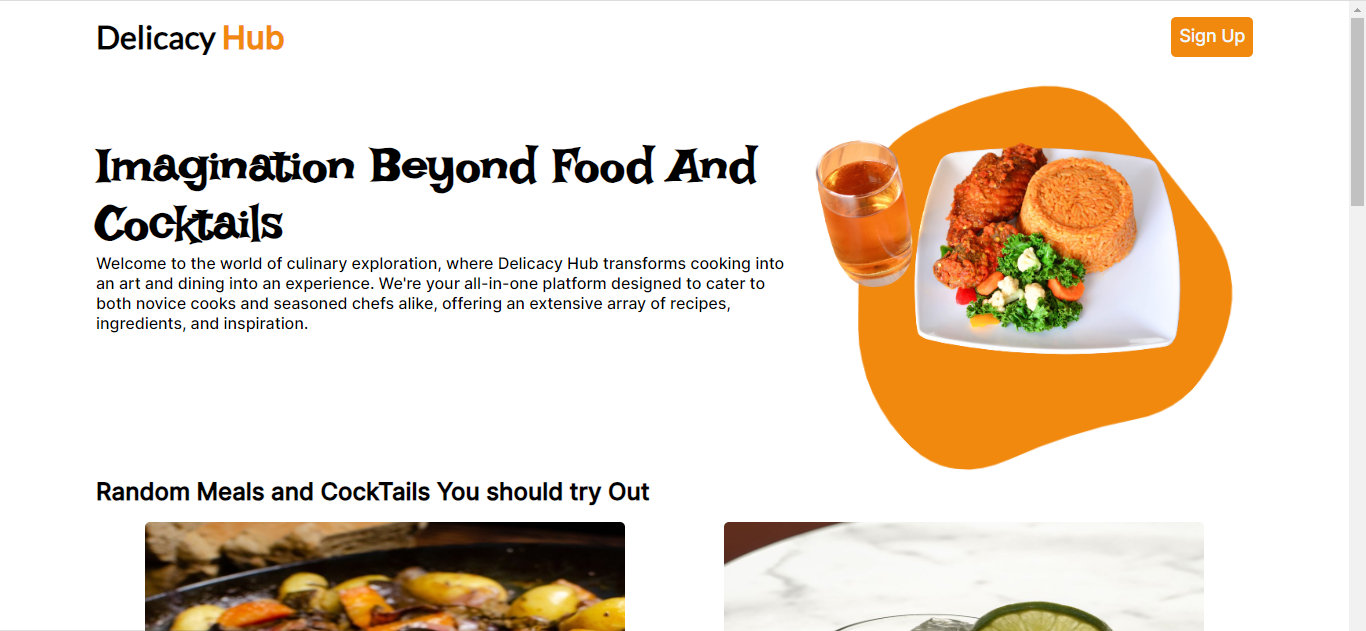 Delicacy Hub
Sign Up
Imagination Beyond Food And
Cocktails
Welcome to the world of culinary exploration, where Delicacy Hub transforms cooking into
an art and dining into an experience. We're your all-in-one platform designed to cater to
both novice cooks and seasoned chefs alike, offering an extensive array of recipes,
ingredients, and inspiration.
Random Meals and CockTails You should try Out